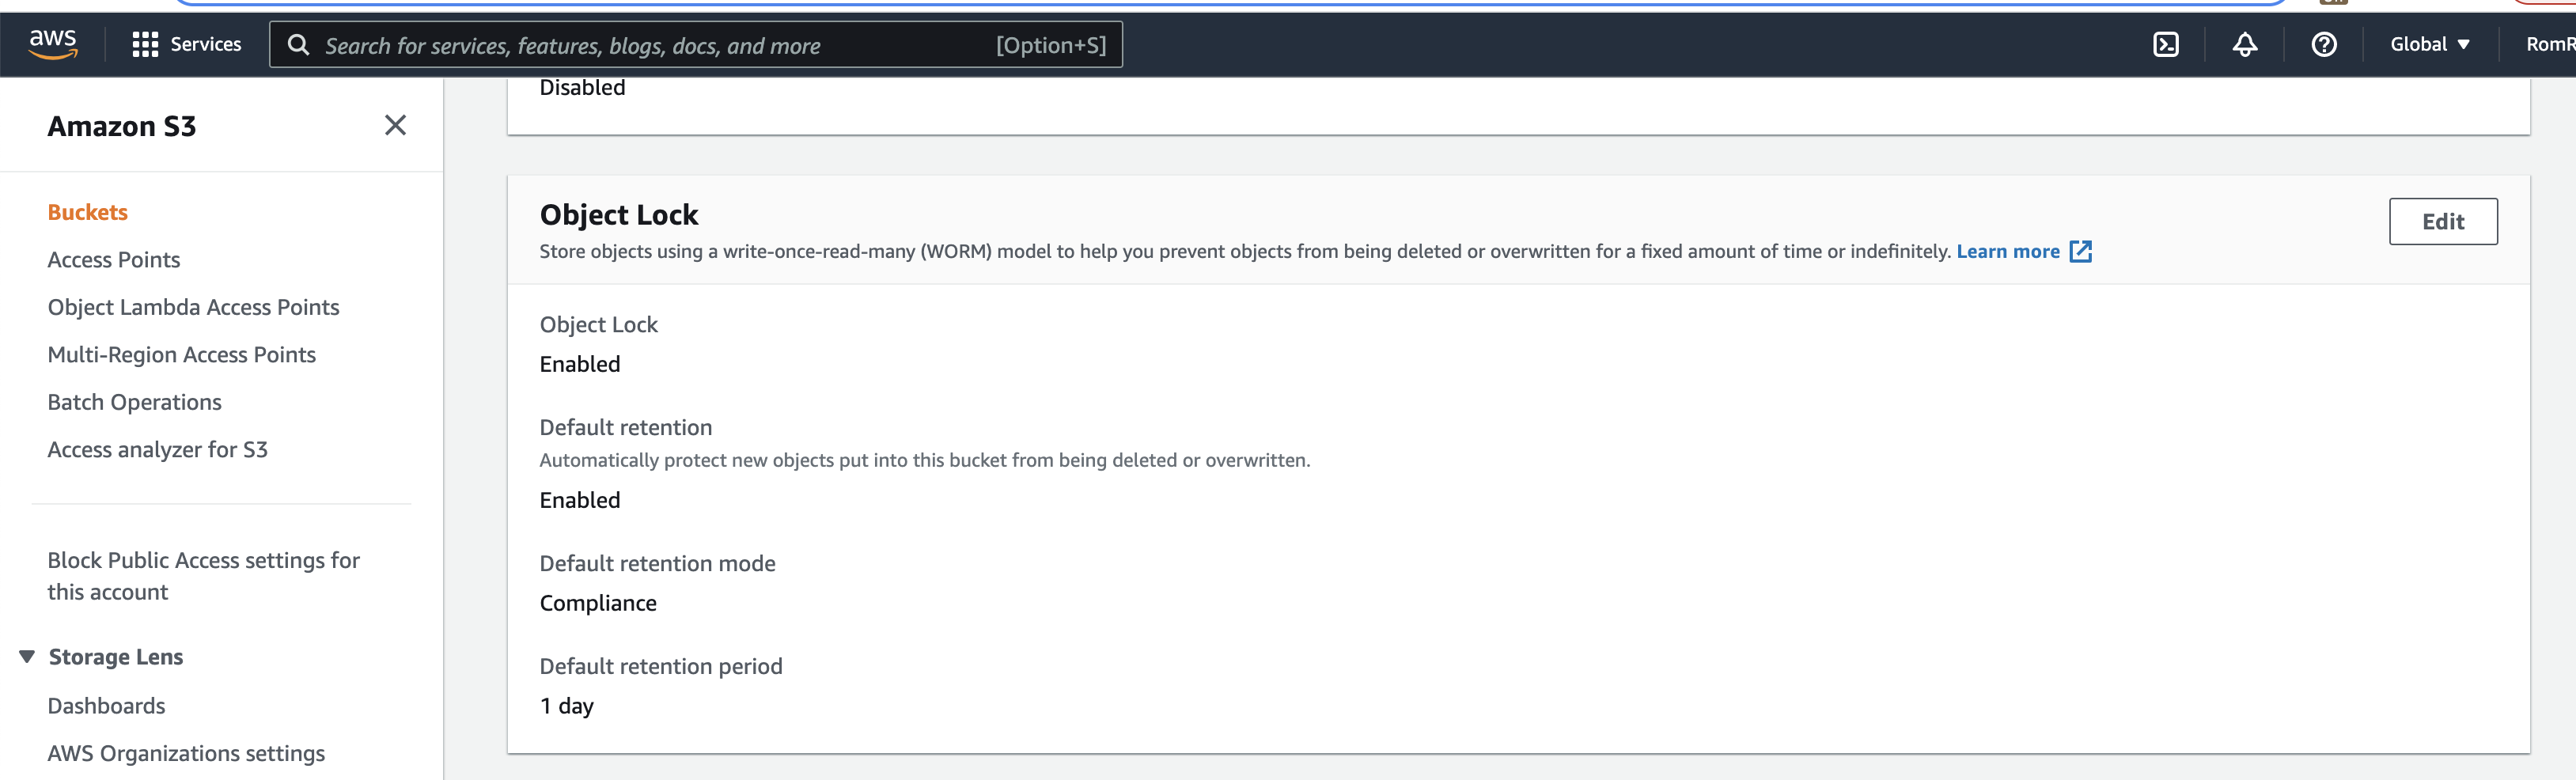 aws
Services
Search for services, features, blogs, docs, and more
[Option+S]
Global
RomR
Amazon S3
Buckets
Access Points
Object Lambda Access Points
Multi-Region Access Points
Batch Operations
Access analyzer for S3
Block Public Access settings for
this account
Storage Lens
Dashboards
AWS Organizations settings
Disabled
Object Lock
Edit
Store objects using a write-once-read-many (WORM) model to help you prevent objects from being deleted or overwritten for a fixed amount of time or indefinitely. Learn more
Object Lock
Enabled
Default retention
Automatically protect new objects put into this bucket from being deleted or overwritten.
Enabled
Default retention mode
Compliance
Default retention period
1 day